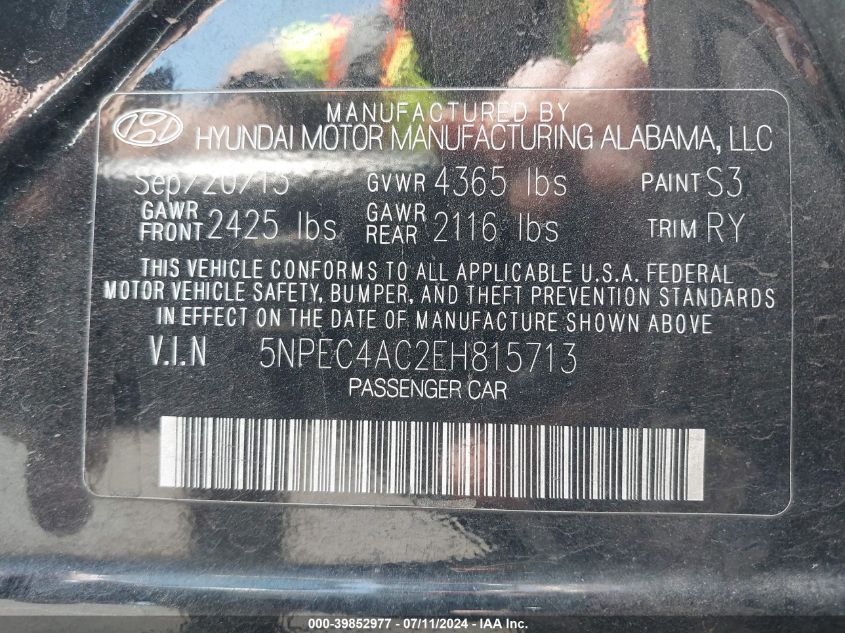 MANUFACTURED BY
HYUNDAI MOTOR MANUFACTURING ALABAMA, LLC
Sep/20/13 GVWR 4365 lbs PAINT S3
GAWR FRONT 2425 lbs GAWR REAR 2116 lbs TRIM RY
THIS VEHICLE CONFORMS TO ALL APPLICABLE U.S.A. FEDERAL
MOTOR VEHICLE SAFETY, BUMPER, AND THEFT PREVENTION STANDARDS
IN EFFECT ON THE DATE OF MANUFACTURE SHOWN ABOVE
V.I.N 5NPEC4AC2EH815713
PASSENGER CAR
000-39852977 - 07/11/2024 - IAA Inc.